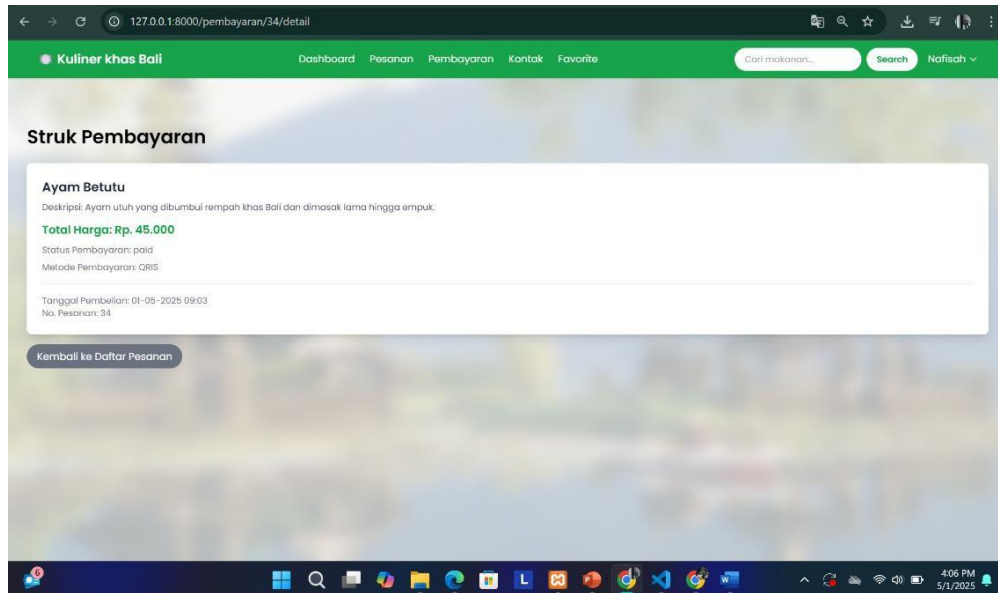 127.0.0.1:8000/pembayaran/34/detail
Kuliner khas Bali
Dashboard Pesanan Pembayaran Kontak Favorite
Cari makanan...
Search
Nafisah
Struk Pembayaran
Ayam Betutu
Deskripsi: Ayam utuh yang dibumbui rempah khas Bali dan dimasak lama hingga empuk.
Total Harga: Rp. 45.000
Status Pembayaran: paid
Metode Pembayaran: QRIS
Tanggal Pembelian: 01-05-2025 09:03
No. Pesanan: 34
Kembali ke Daftar Pesanan
6
L
4:06 PM
5/1/2025